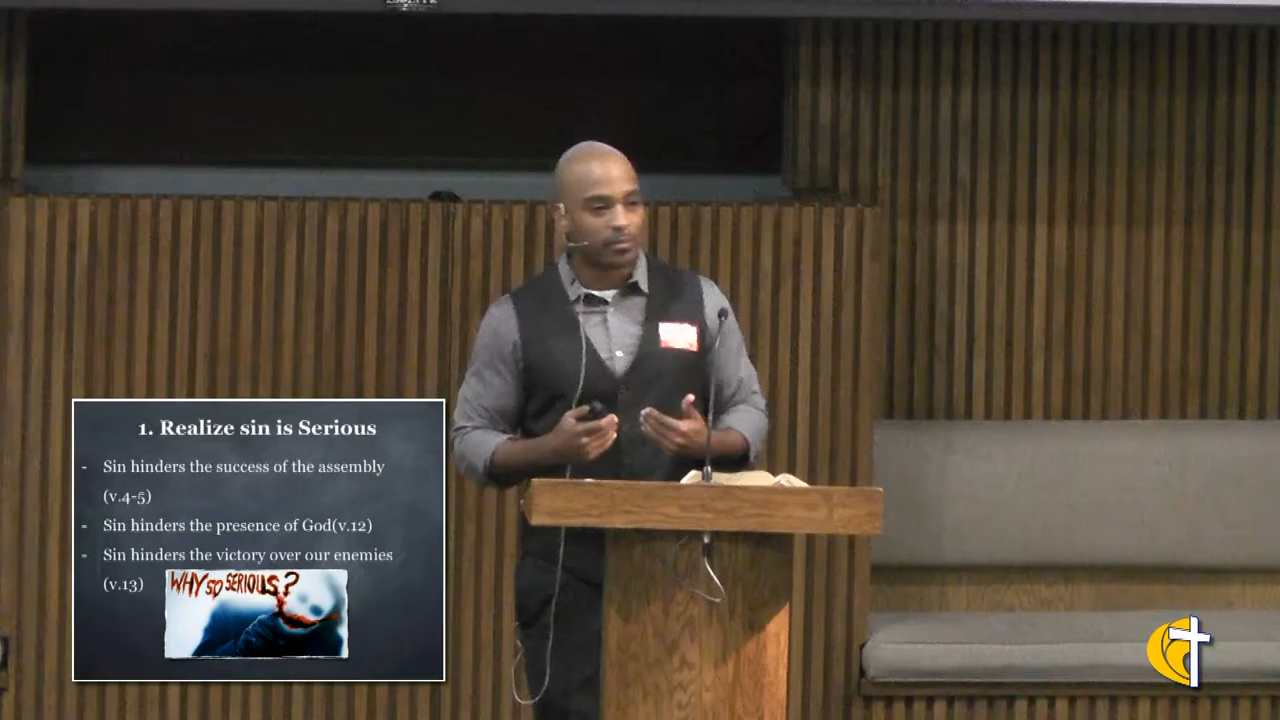 1. Realize sin is Serious
- Sin hinders the success of the assembly
(v.4-5)
- Sin hinders the presence of God(v.12)
- Sin hinders the victory over our enemies
(v.13)
WHY SO SERIOUS?